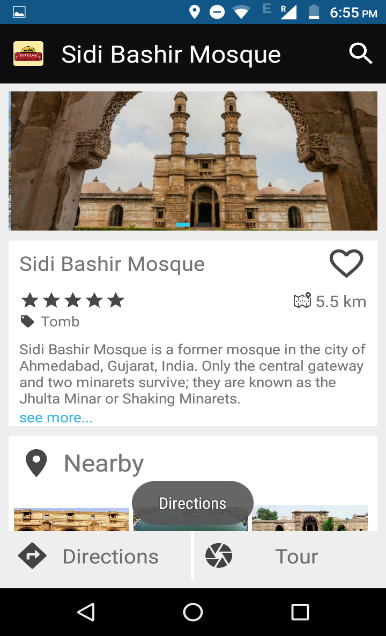 E R 6:55 PM
Sidi Bashir Mosque
Sidi Bashir Mosque
5.5 km
Tomb
Sidi Bashir Mosque is a former mosque in the city of
Ahmedabad, Gujarat, India. Only the central gateway
and two minarets survive; they are known as the
Jhulta Minar or Shaking Minarets.
see more...
Nearby
Directions
Directions
Tour